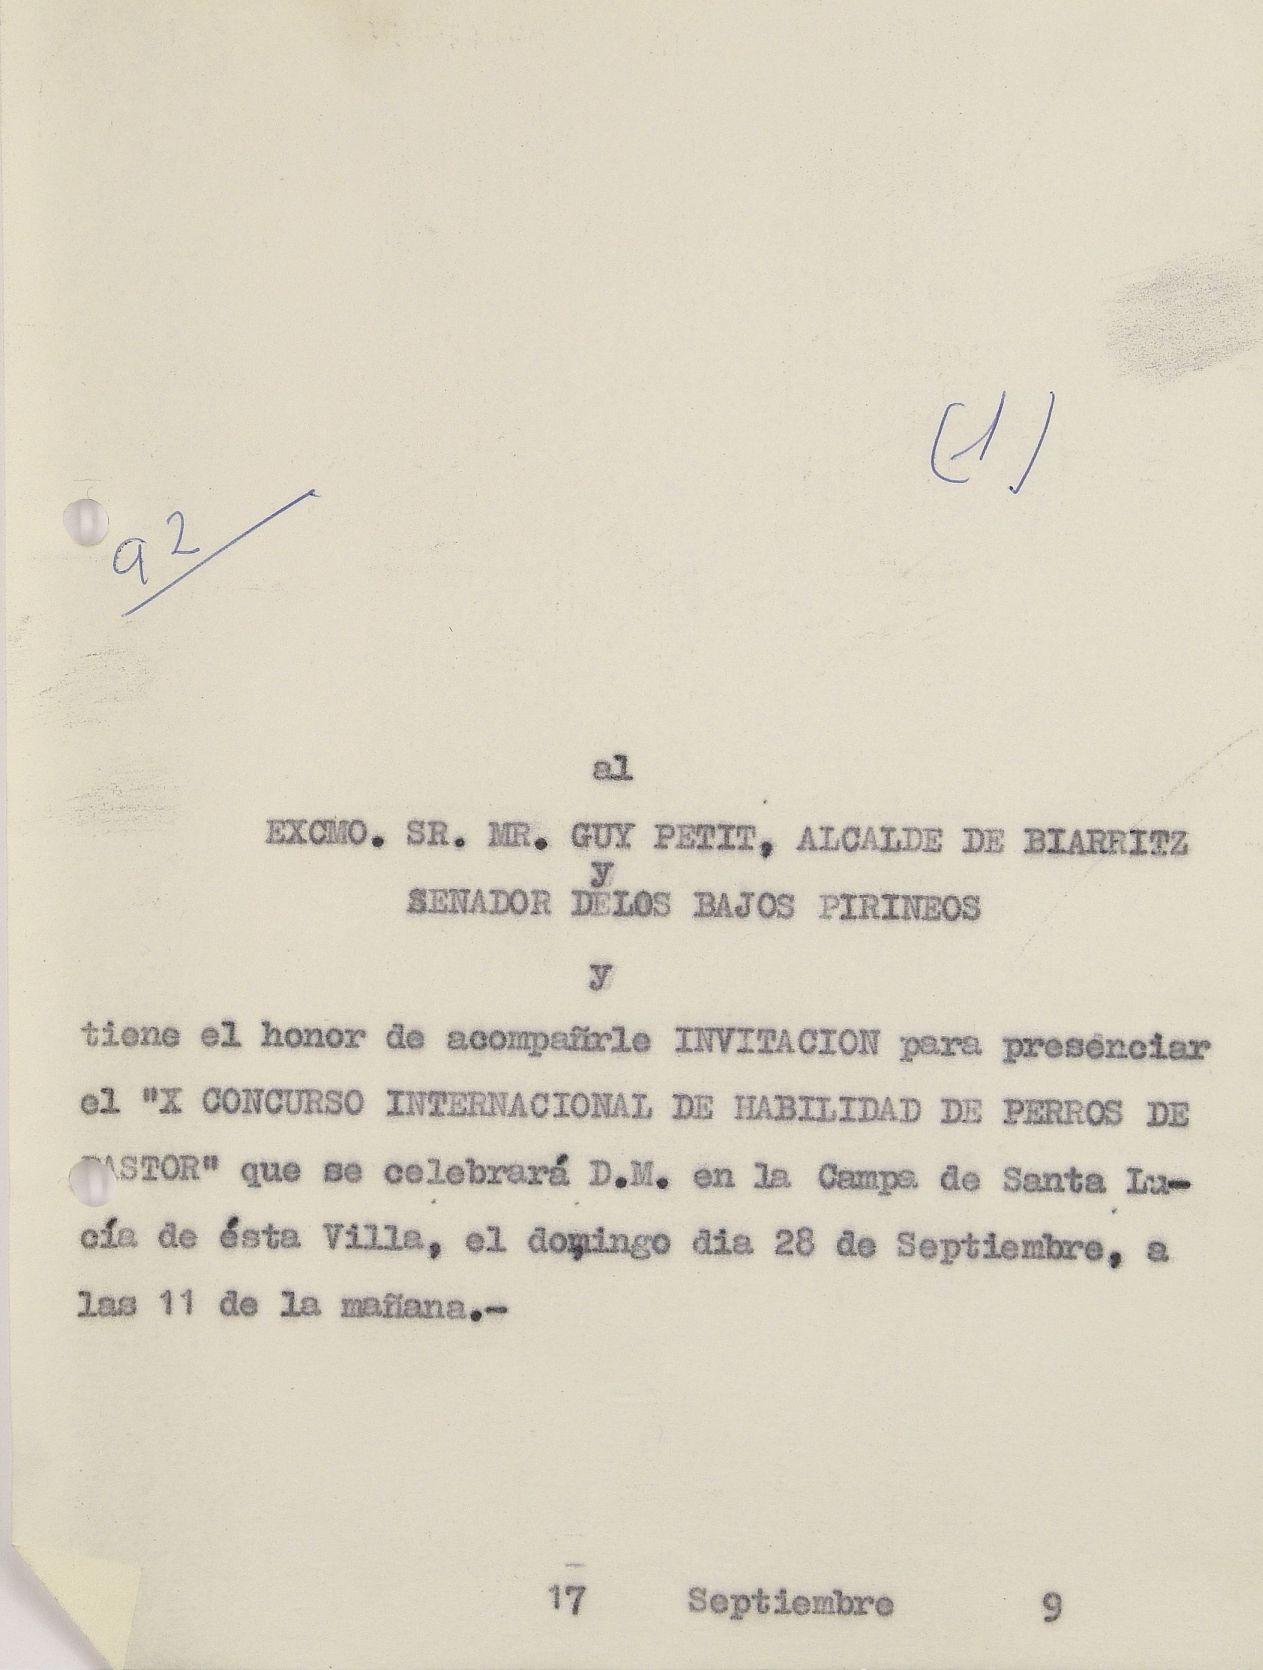 (1)
92
al
EXCMO. SR. MR. GUY PETIT, ALCALDE DE BIARRITZ
y
SENADOR DELOS BAJOS PIRINEOS
y
tiene el honor de acompañrle INVITACION para presenciar
el "X CONCURSO INTERNACIONAL DE HABILIDAD DE PERROS DE
PASTOR" que se celebrará D.M. en la Campa de Santa Lu-
cía de ésta Villa, el domingo dia 28 de Septiembre, a
las 11 de la mañana.-
17 Septiembre 9